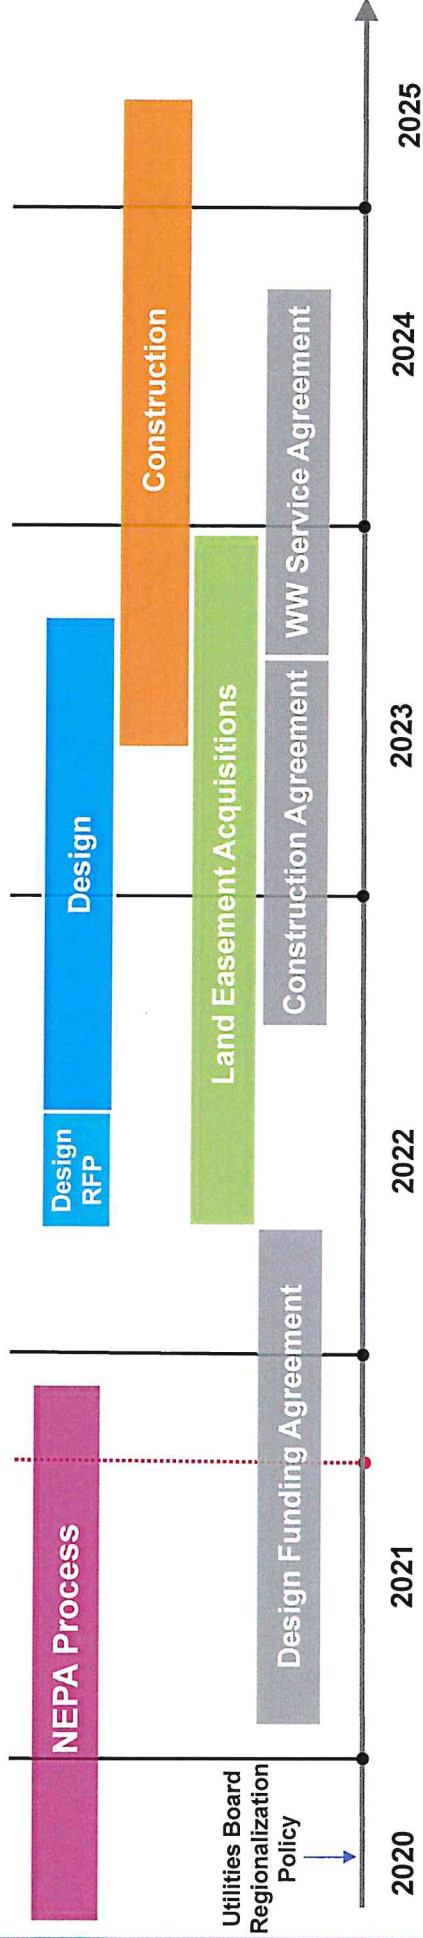 NEPA Process
Design
RFP
Design
Construction
Land Easement Acquisitions
Design Funding Agreement
Construction Agreement
WW Service Agreement
Utilities Board
Regionalization
Policy
2020
2021
2022
2023
2024
2025